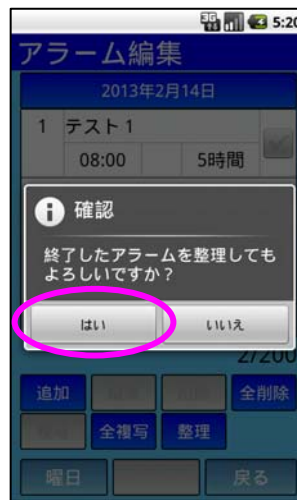 3G 5:20
アラーム編集
2013年2月14日
1 テスト1
08:00 5時間
確認
終了したアラームを整理しても
よろしいですか？
はい いいえ
2/200
追加 全削除
全複写 整理
曜日 戻る